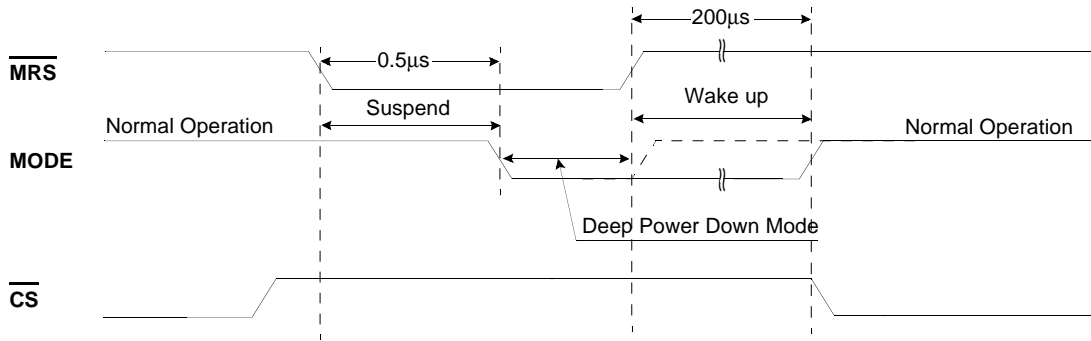 200μs
MRS
0.5μs
Suspend
Wake up
Normal Operation
Normal Operation
MODE
Deep Power Down Mode
CS